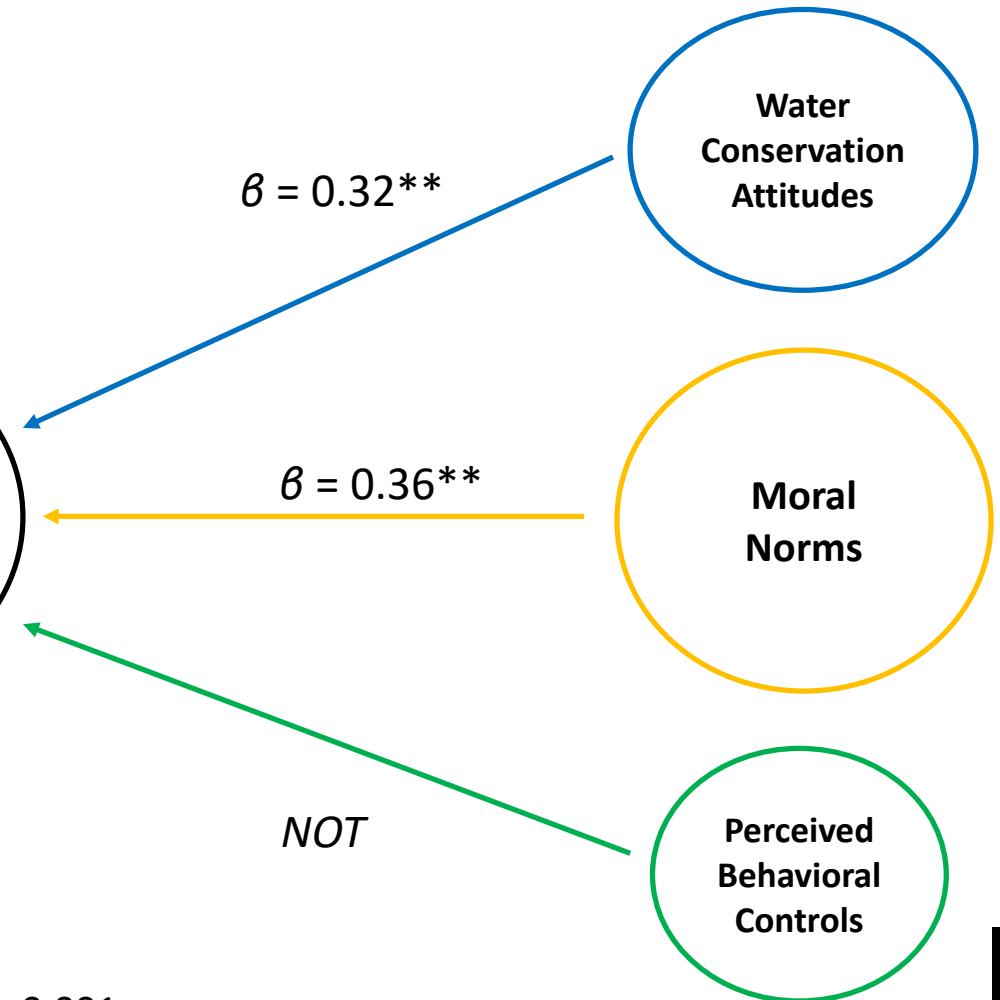 Water
Conservation
Attitudes
β = 0.32**
β = 0.36**
Moral
Norms
NOT
Perceived
Behavioral
Controls